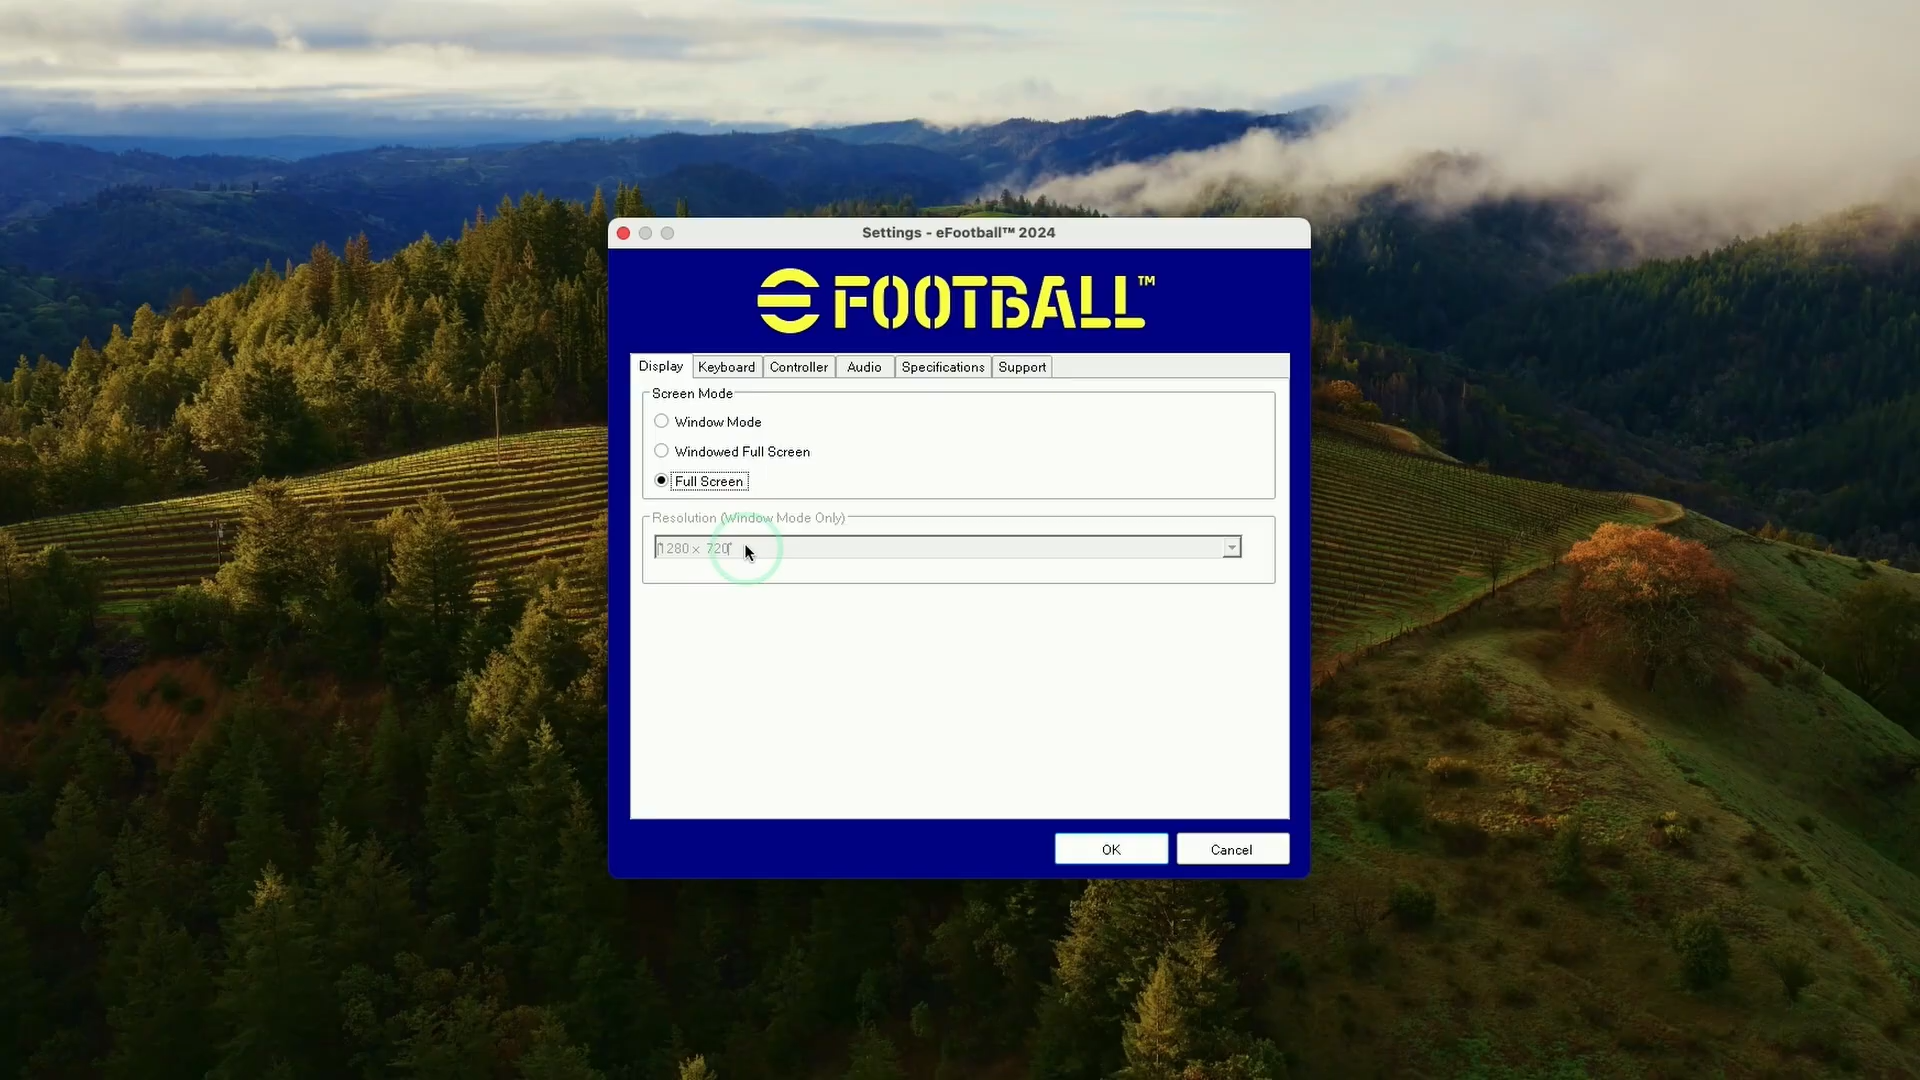 Settings - eFootball™ 2024
eFOOTBALL™
Display Keyboard Controller Audio Specifications Support
Screen Mode
Window Mode
Windowed Full Screen
Full Screen
Resolution (Window Mode Only)
1280 × 720
OK Cancel